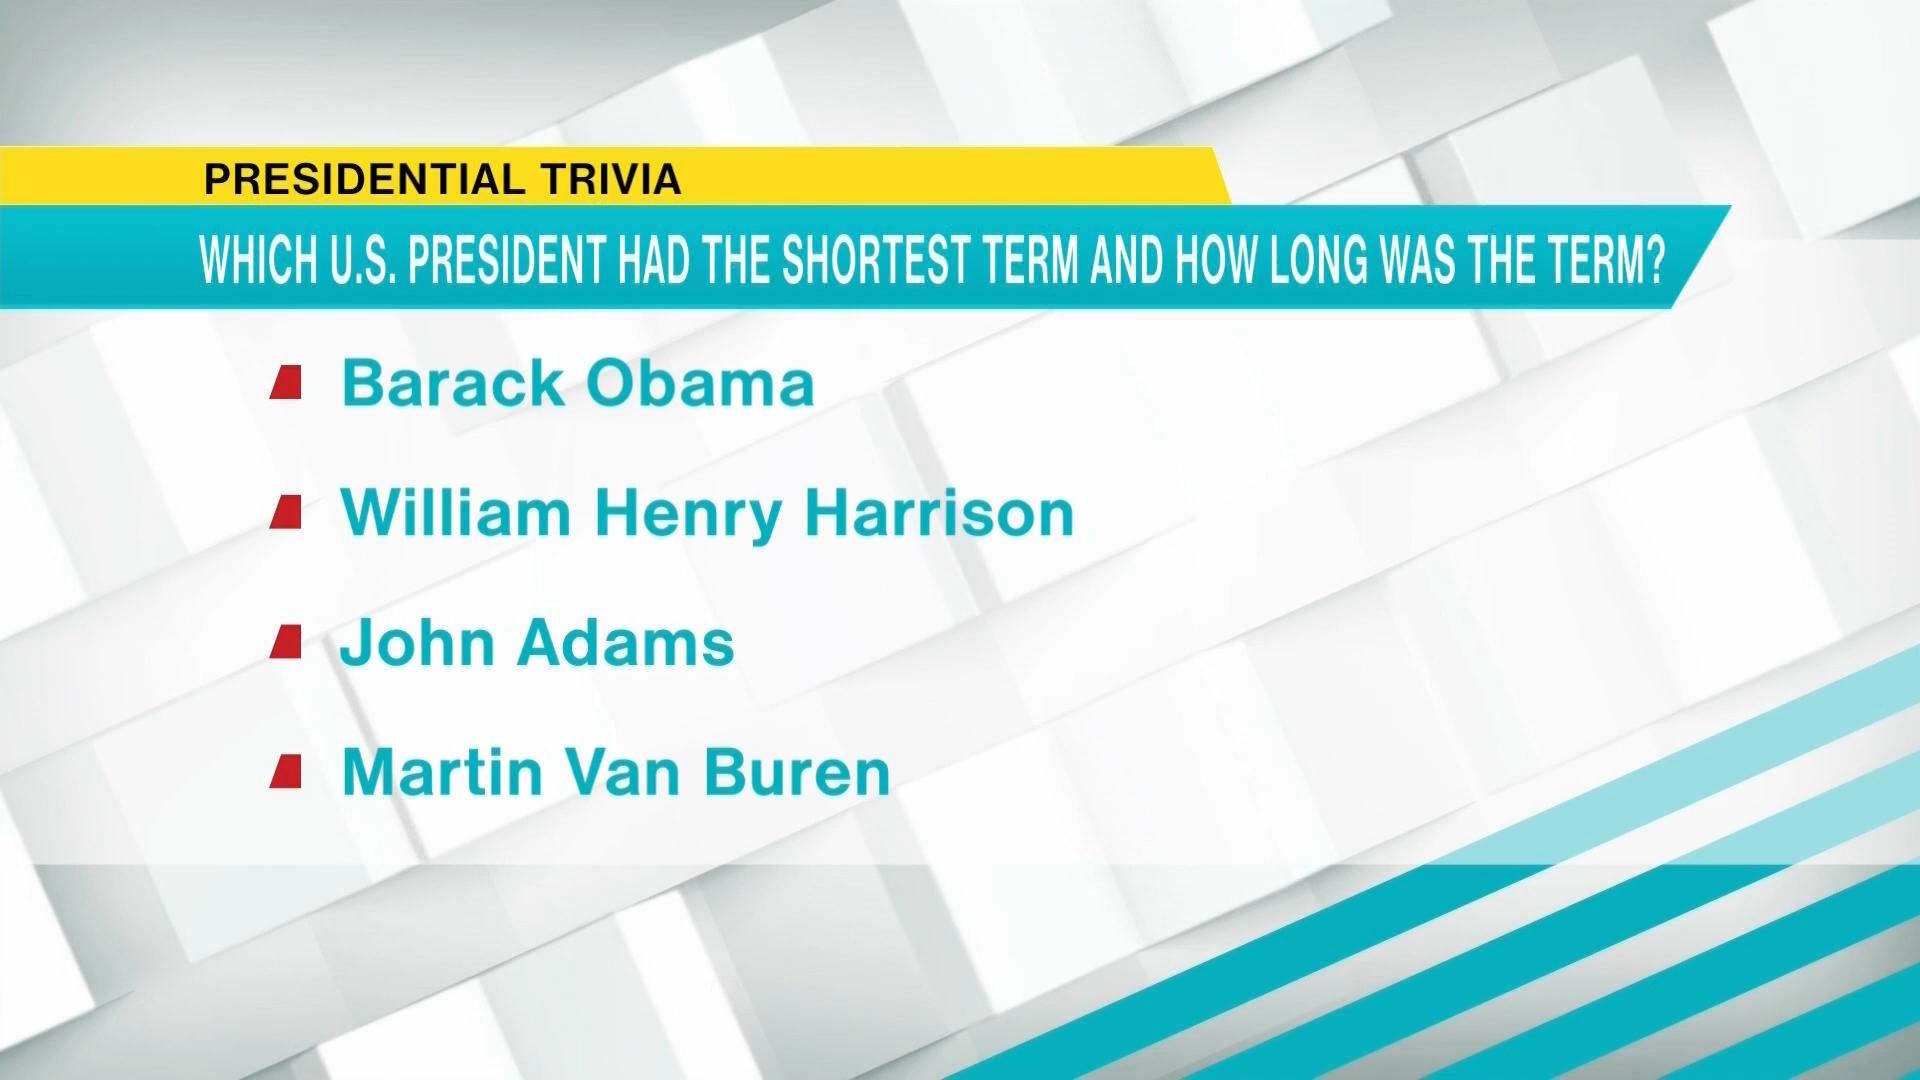 PRESIDENTIAL TRIVIA
WHICH U.S. PRESIDENT HAD THE SHORTEST TERM AND HOW LONG WAS THE TERM?
Barack Obama
William Henry Harrison
John Adams
Martin Van Buren